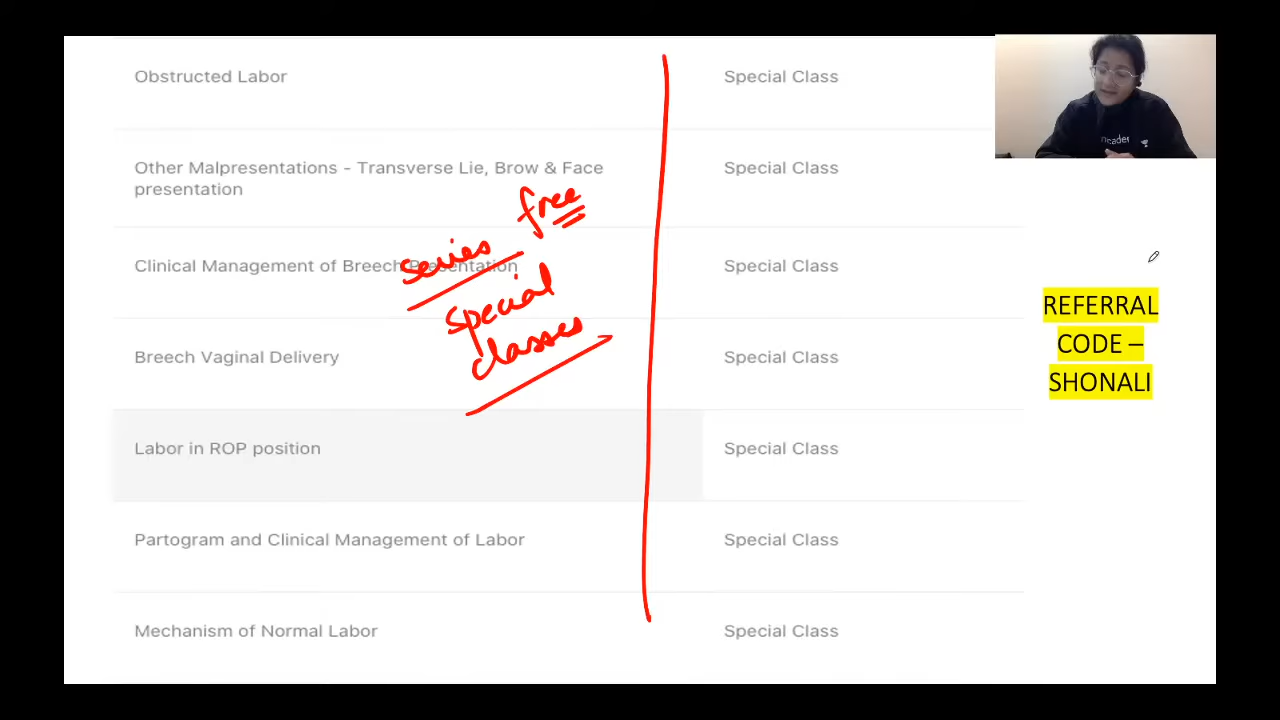 Obstructed Labor
Special Class
Other Malpresentations - Transverse Lie, Brow & Face
presentation
Special Class
free
series
Clinical Management of Breech Presentation
Special Class
special
classes
Breech Vaginal Delivery
Special Class
Labor in ROP position
Special Class
Partogram and Clinical Management of Labor
Special Class
Mechanism of Normal Labor
Special Class
REFERRAL
CODE –
SHONALI